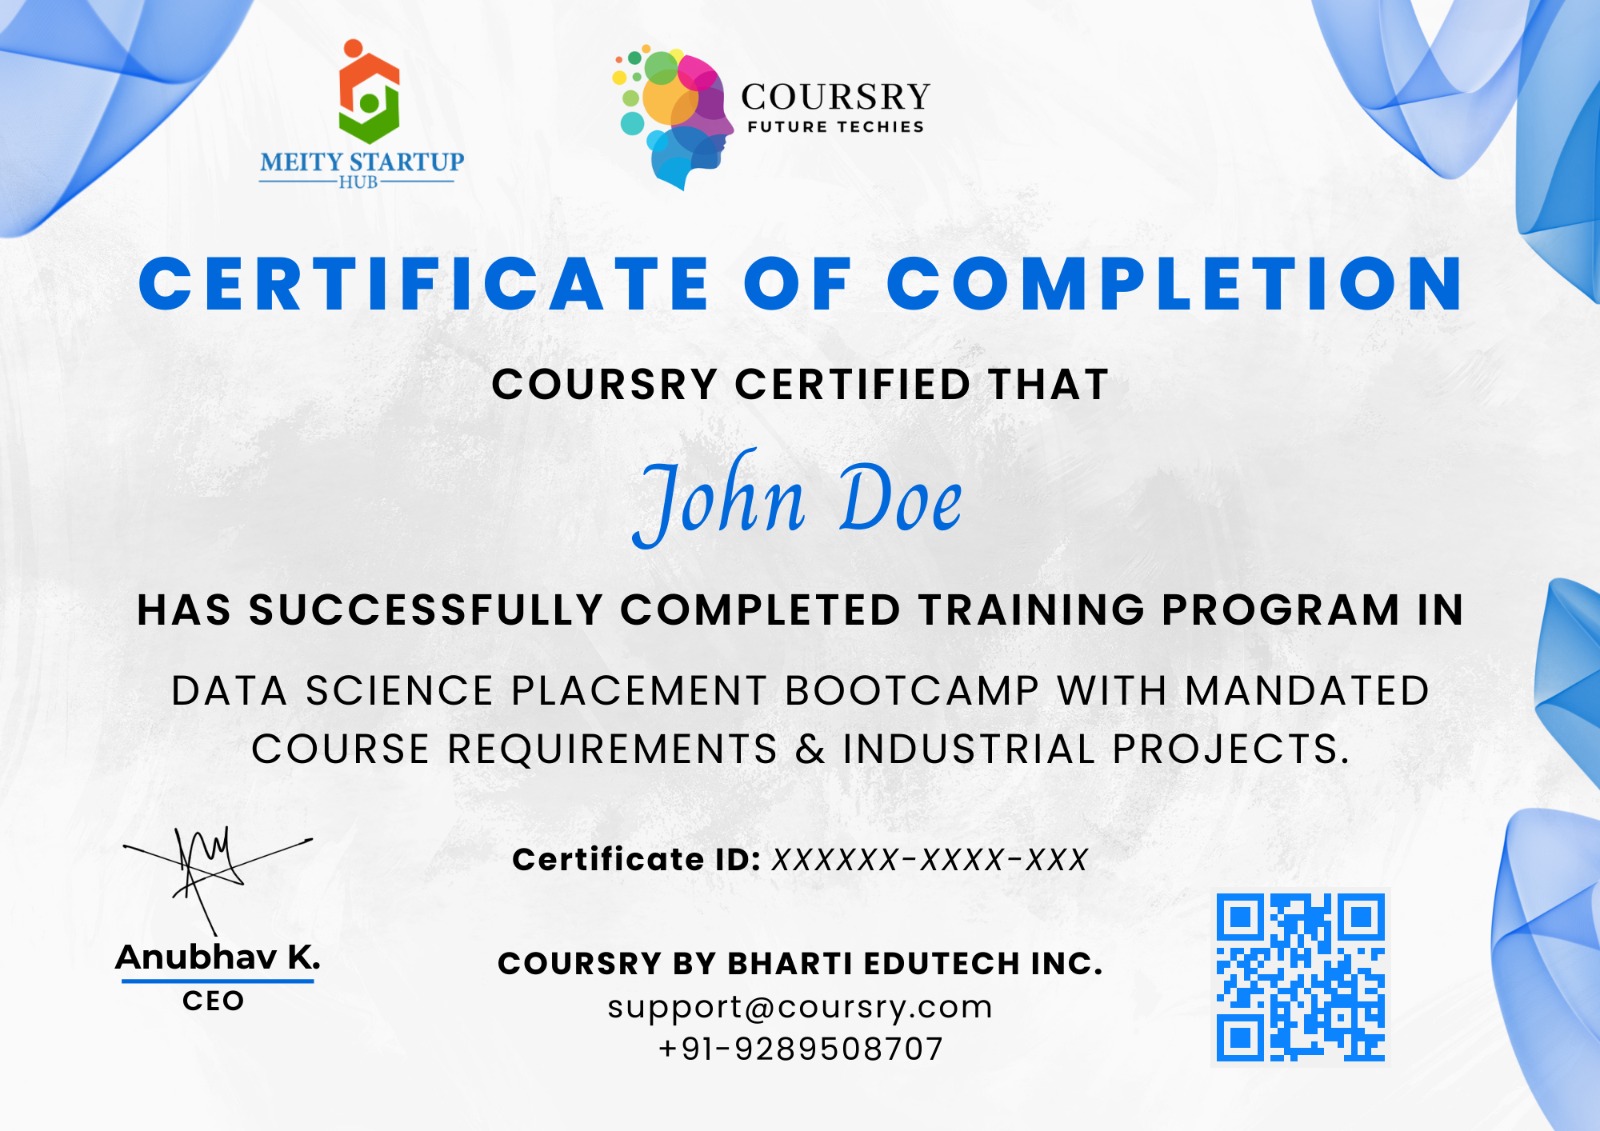 MEITY STARTUP
HUB
COURSRY
FUTURE TECHIES
CERTIFICATE OF COMPLETION
COURSRY CERTIFIED THAT
John Doe
HAS SUCCESSFULLY COMPLETED TRAINING PROGRAM IN
DATA SCIENCE PLACEMENT BOOTCAMP WITH MANDATED
COURSE REQUIREMENTS & INDUSTRIAL PROJECTS.
Certificate ID: XXXXXX-XXXX-XXX
Anubhav K.
CEO
COURSRY BY BHARTI EDUTECH INC.
support@coursry.com
+91-9289508707